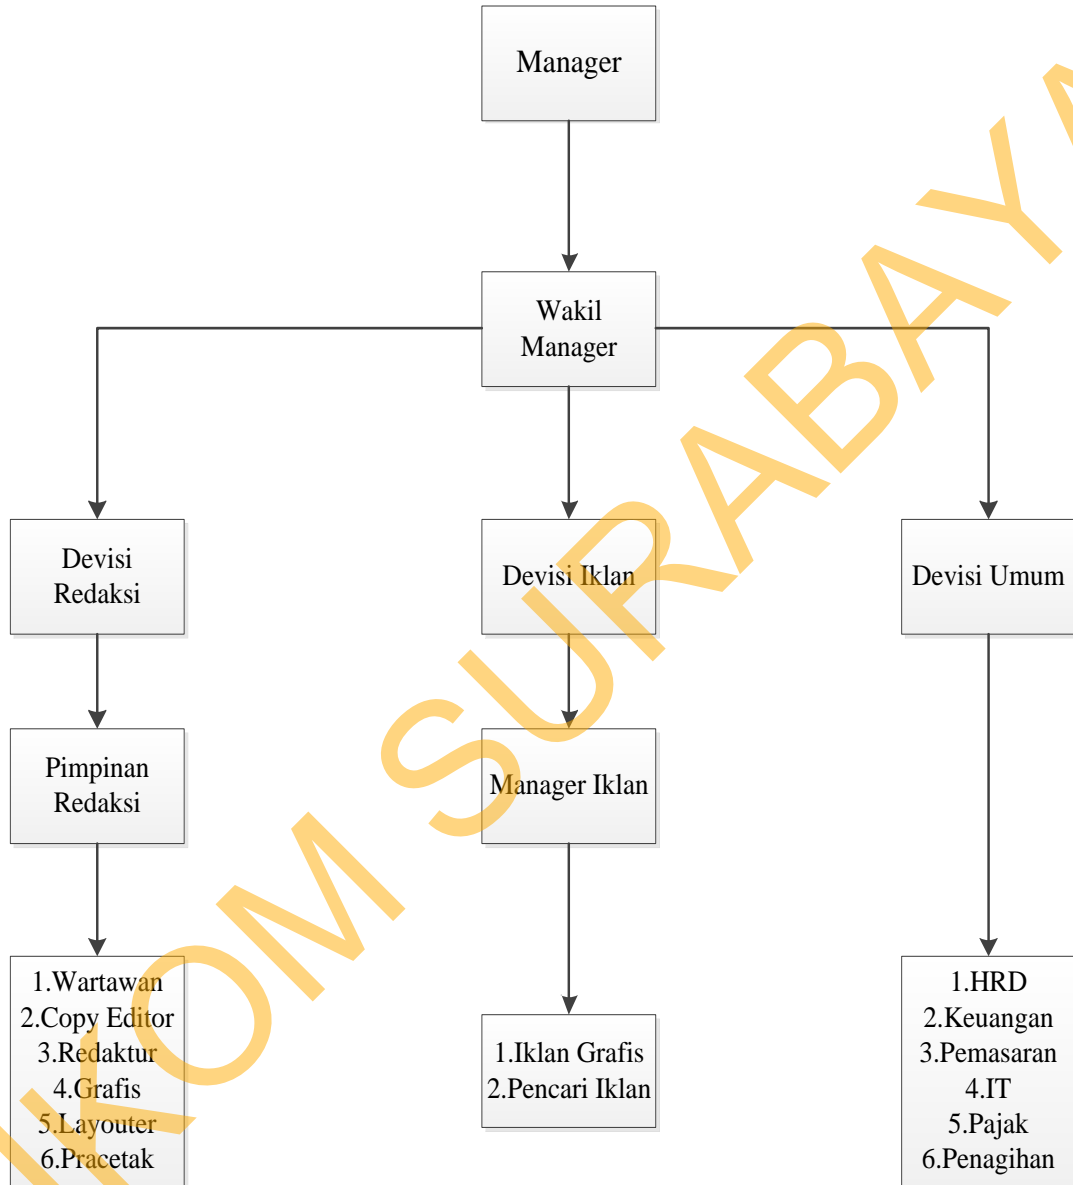 Manager
Wakil
Manager
Devisi
Redaksi
Devisi Iklan
Devisi Umum
Pimpinan
Redaksi
Manager Iklan
1.Wartawan
2.Copy Editor
3.Redaktur
4.Grafis
5.Layouter
6.Pracetak
1.Iklan Grafis
2.Pencari Iklan
1.HRD
2.Keuangan
3.Pemasaran
4.IT
5.Pajak
6.Penagihan
SURABAYA